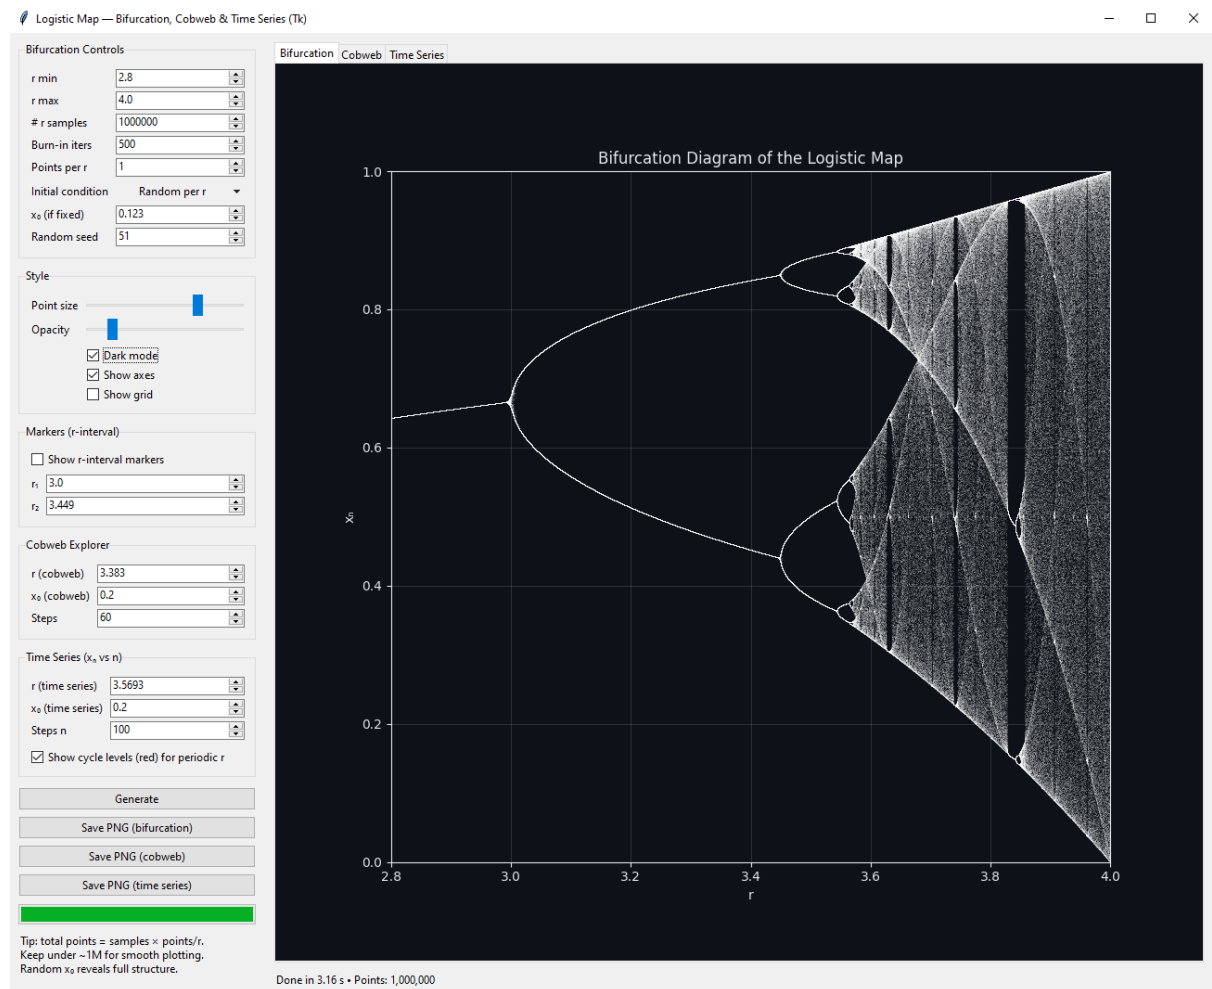 Logistic Map — Bifurcation, Cobweb & Time Series (Tk)
Bifurcation Controls
r min 2.8
r max 4.0
# r samples 1000000
Burn-in iters 500
Points per r 1
Initial condition Random per r
x₀ (if fixed) 0.123
Random seed 51
Style
Point size
Opacity
Dark mode
Show axes
Show grid
Markers (r-interval)
Show r-interval markers
r₁ 3.0
r₂ 3.449
Cobweb Explorer
r (cobweb) 3.383
x₀ (cobweb) 0.2
Steps 60
Time Series (xₙ vs n)
r (time series) 3.5693
x₀ (time series) 0.2
Steps n 100
Show cycle levels (red) for periodic r
Generate
Save PNG (bifurcation)
Save PNG (cobweb)
Save PNG (time series)
Tip: total points = samples × points/r.
Keep under ~1M for smooth plotting.
Random x₀ reveals full structure.
Bifurcation Cobweb Time Series
Bifurcation Diagram of the Logistic Map
1.0
0.8
0.6
xₙ
0.4
0.2
0.0
2.8 3.0 3.2 3.4 3.6 3.8 4.0
r
Done in 3.16 s • Points: 1,000,000